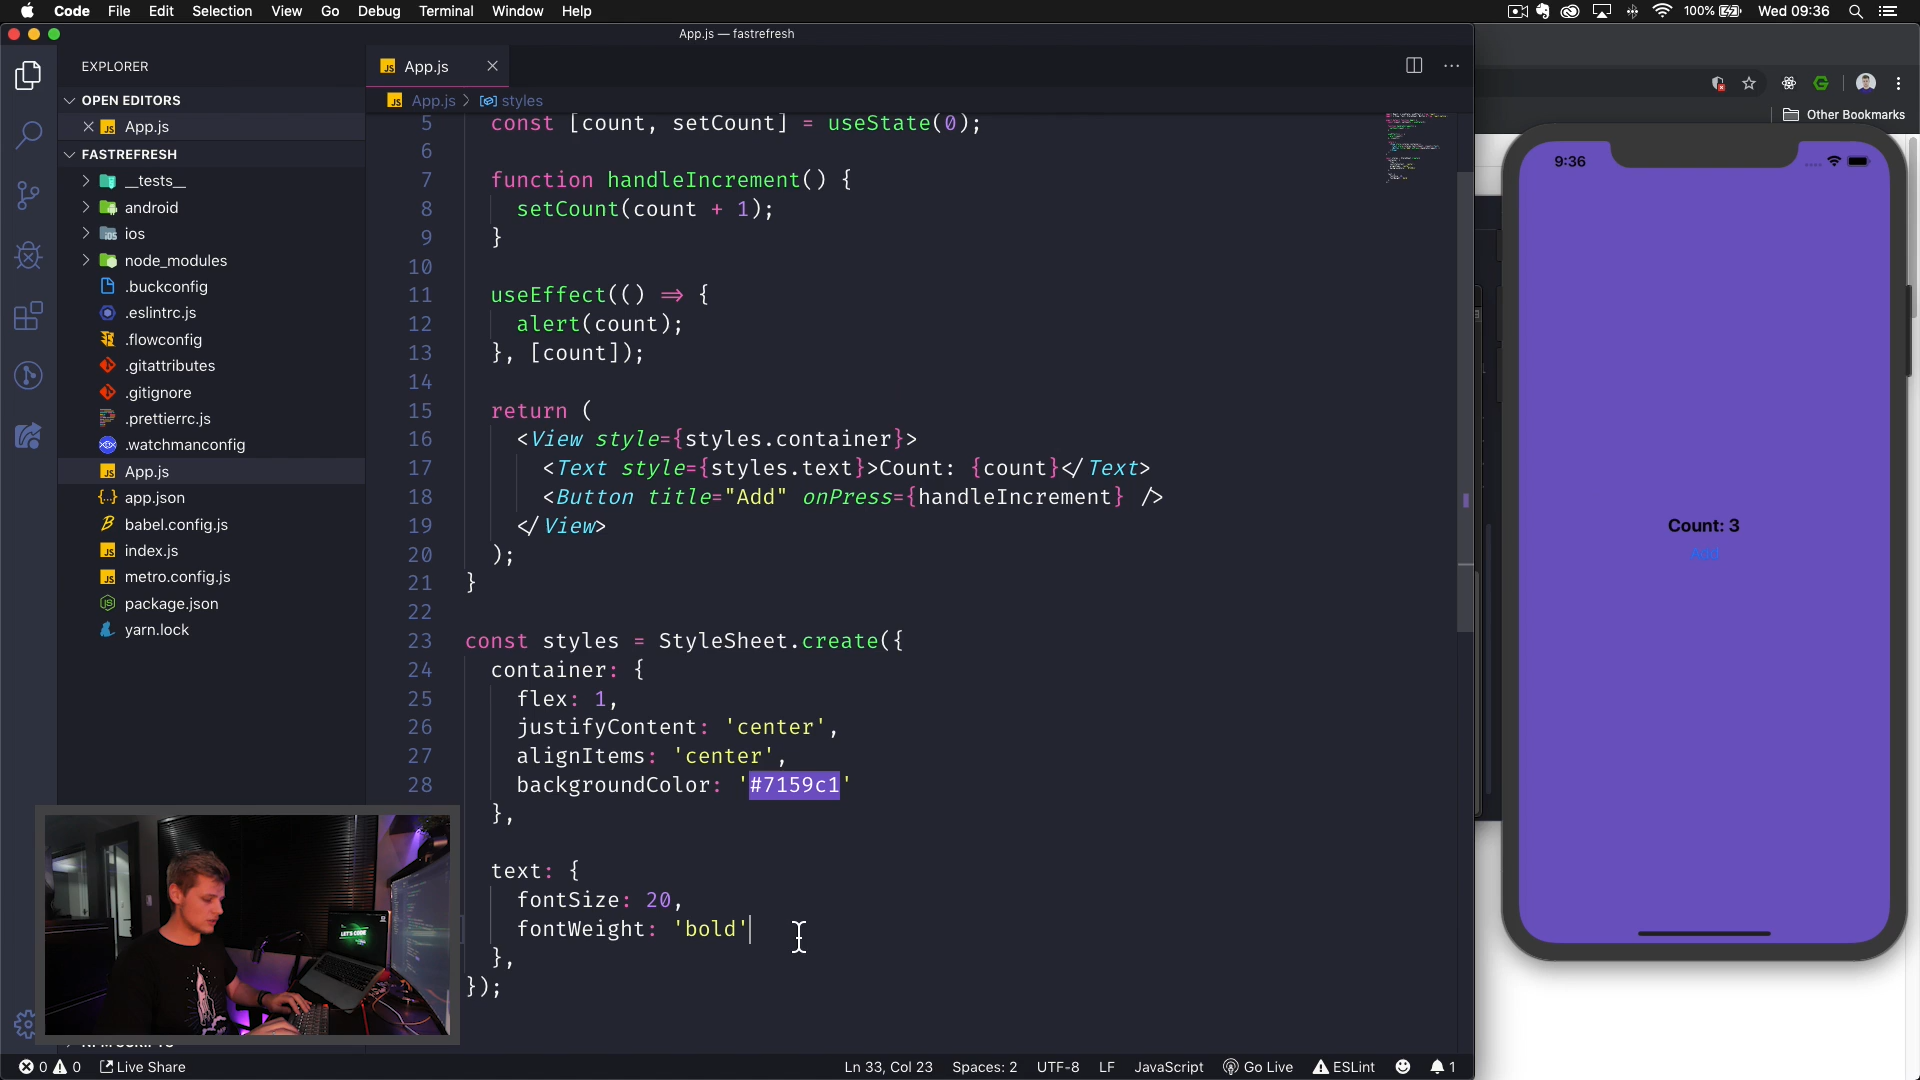 Code File Edit Selection View Go Debug Terminal Window Help
100% Wed 09:36
App.js — fastrefresh
EXPLORER
OPEN EDITORS
App.js
FASTREFRESH
__tests__
android
ios
node_modules
.buckconfig
.eslintrc.js
.flowconfig
.gitattributes
.gitignore
.prettierrc.js
.watchmanconfig
App.js
app.json
babel.config.js
index.js
metro.config.js
package.json
yarn.lock
App.js
App.js > styles
5 const [count, setCount] = useState(0);
6
7 function handleIncrement() {
8 setCount(count + 1);
9 }
10
11 useEffect(() => {
12 alert(count);
13 }, [count]);
14
15 return (
16 <View style={styles.container}>
17 <Text style={styles.text}>Count: {count}</Text>
18 <Button title="Add" onPress={handleIncrement} />
19 </View>
20 );
21 }
22
23 const styles = StyleSheet.create({
24 container: {
25 flex: 1,
26 justifyContent: 'center',
27 alignItems: 'center',
28 backgroundColor: '#7159c1'
},
text: {
fontSize: 20,
fontWeight: 'bold'
},
});
LET'S CODE
0 0 Live Share
Ln 33, Col 23 Spaces: 2 UTF-8 LF JavaScript Go Live ESLint 1
Other Bookmarks
9:36
Count: 3
Add